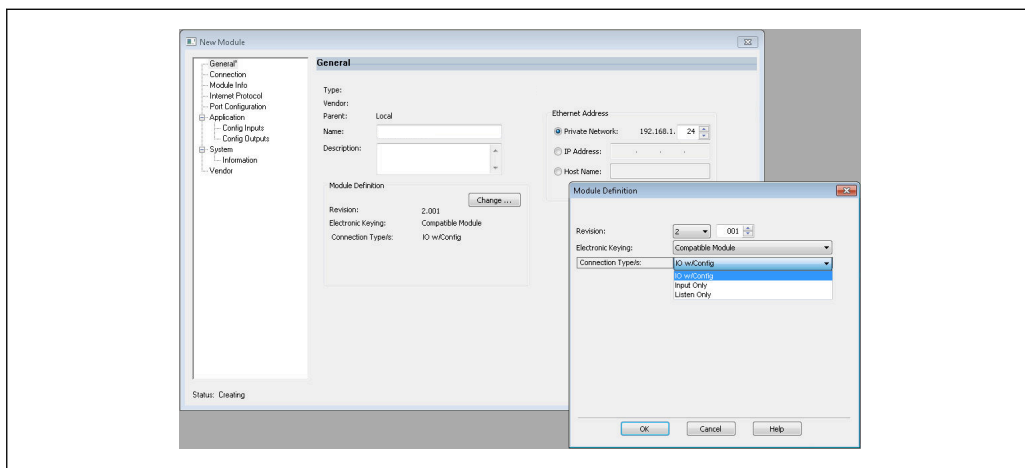 New Module
General*
Connection
Module Info
Internet Protocol
Port Configuration
Application
Config Inputs
Config Outputs
System
Information
Vendor
General
Type:
Vendor:
Parent: Local
Name:
Description:
Ethernet Address
Private Network: 192.168.1. 24
IP Address: . . .
Host Name:
Module Definition
Change ...
Revision: 2.001
Electronic Keying: Compatible Module
Connection Type/s: IO w/Config
Status: Creating
Module Definition
Revision: 2 001
Electronic Keying: Compatible Module
Connection Type/s: IO w/Config
IO w/Config
Input Only
Listen Only
OK Cancel Help